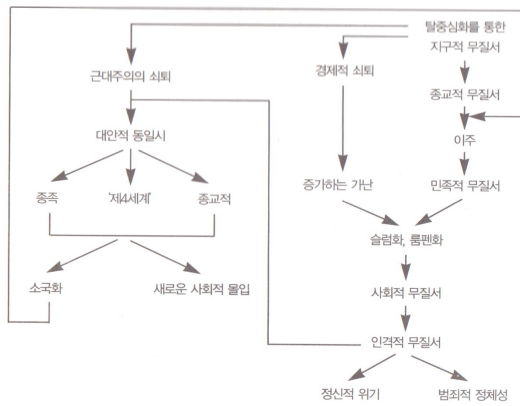 탈중심화를 통한
지구적 무질서
근대주의의 쇠퇴
경제적 쇠퇴
종교적 무질서
대안적 동일시
이주
종족
'제4세계'
종교적
증가하는 가난
민족적 무질서
슬럼화, 룸펜화
소국화
새로운 사회적 몰입
사회적 무질서
인격적 무질서
정신적 위기
범죄적 정체성